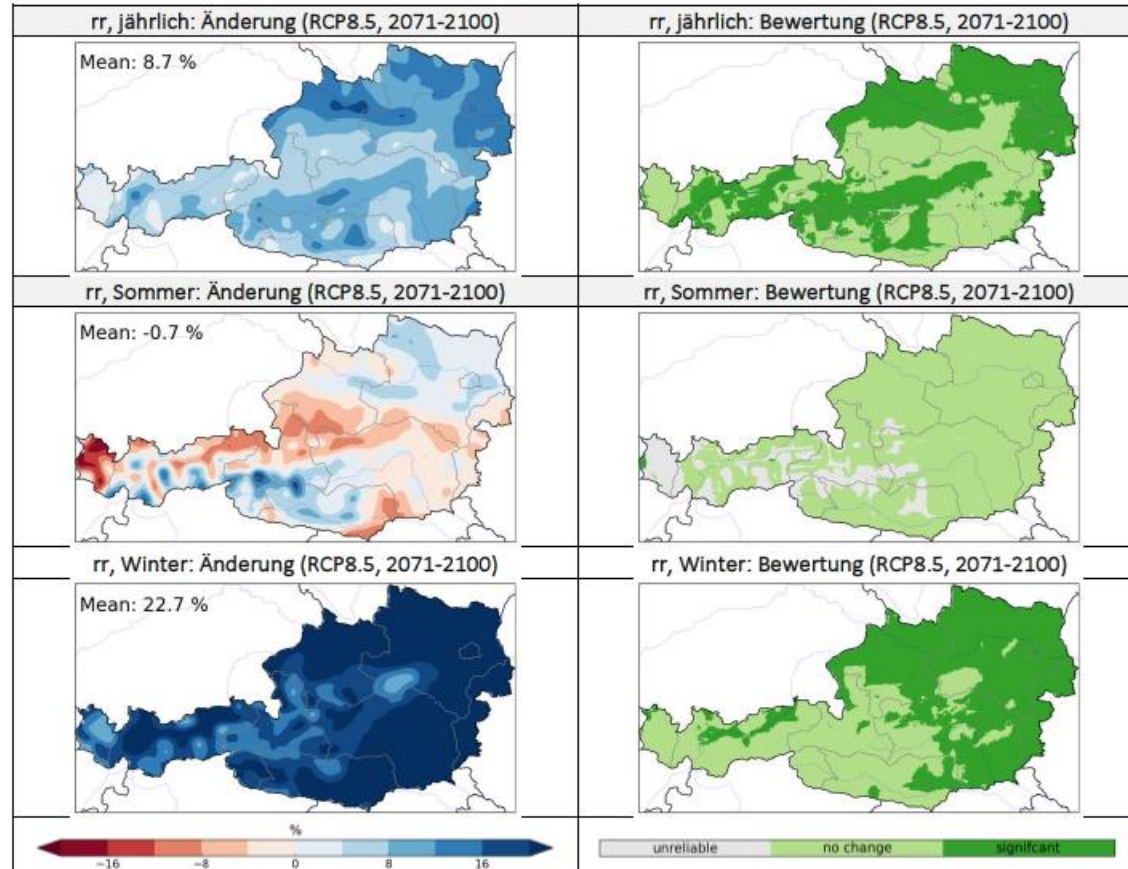 rr, jährlich: Änderung (RCP8.5, 2071-2100)
rr, jährlich: Bewertung (RCP8.5, 2071-2100)
Mean: 8.7 %
rr, Sommer: Änderung (RCP8.5, 2071-2100)
rr, Sommer: Bewertung (RCP8.5, 2071-2100)
Mean: -0.7 %
rr, Winter: Änderung (RCP8.5, 2071-2100)
rr, Winter: Bewertung (RCP8.5, 2071-2100)
Mean: 22.7 %
%
−16 −8 0 8 16
unreliable no change signifcant